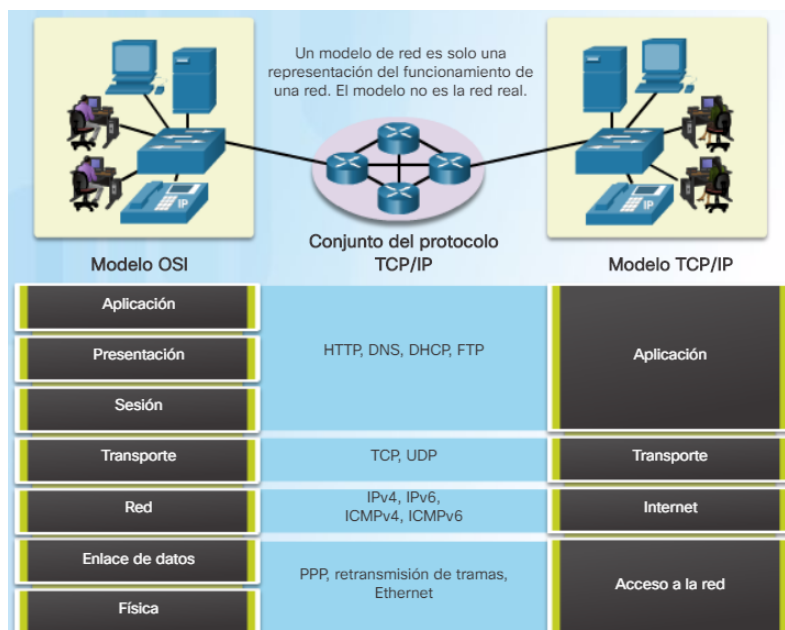 Un modelo de red es solo una
representación del funcionamiento de
una red. El modelo no es la red real.
IP
IP
Conjunto del protocolo
TCP/IP
Modelo OSI
Modelo TCP/IP
Aplicación
Presentación
Sesión
HTTP, DNS, DHCP, FTP
Aplicación
Transporte
TCP, UDP
Transporte
Red
IPv4, IPv6,
ICMPv4, ICMPv6
Internet
Enlace de datos
Física
PPP, retransmisión de tramas,
Ethernet
Acceso a la red